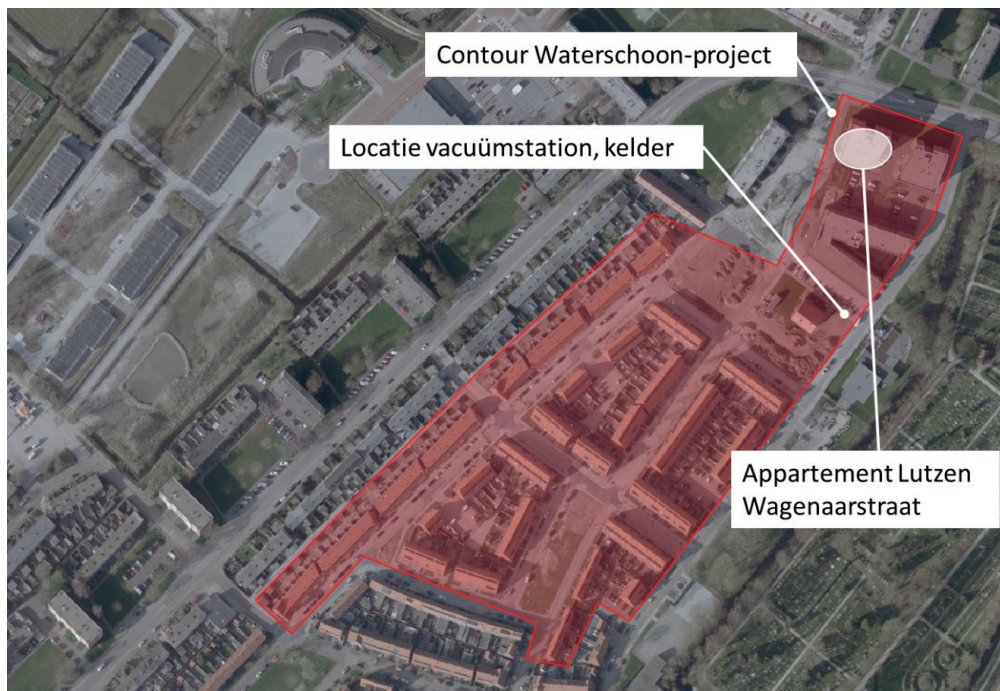 Contour Waterschoon-project
Locatie vacuümstation, kelder
Appartement Lutzen
Wagenaarstraat